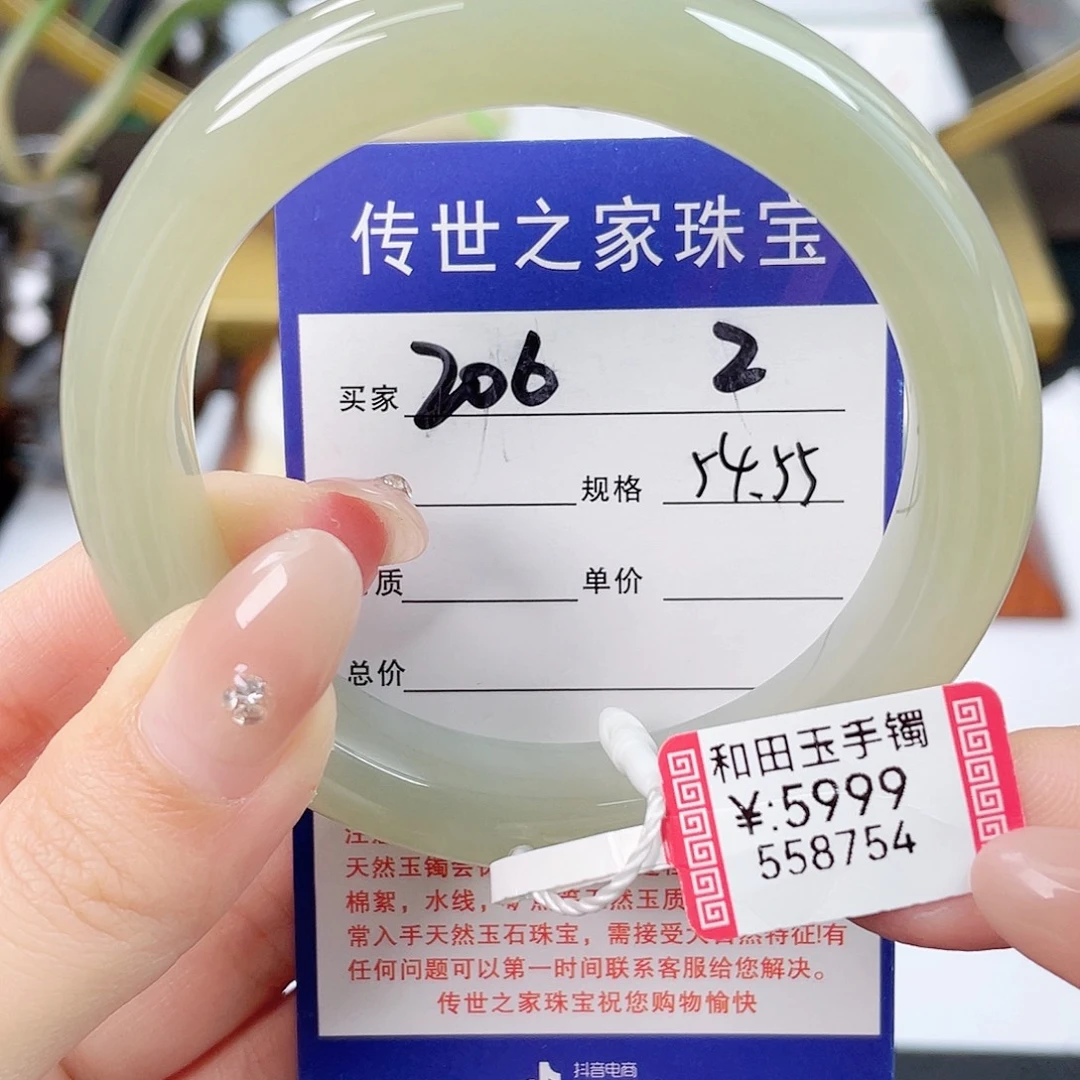 传世之家珠宝
买家 206 2
规格 54.55
质 单价
总价
和田玉手镯
¥:5999
558754
天然玉镯会
棉絮，水线，
常入手天然玉石珠宝，需接受 然特征!有
任何问题可以第一时间联系客服给您解决。
传世之家珠宝祝您购物愉快
抖音电商